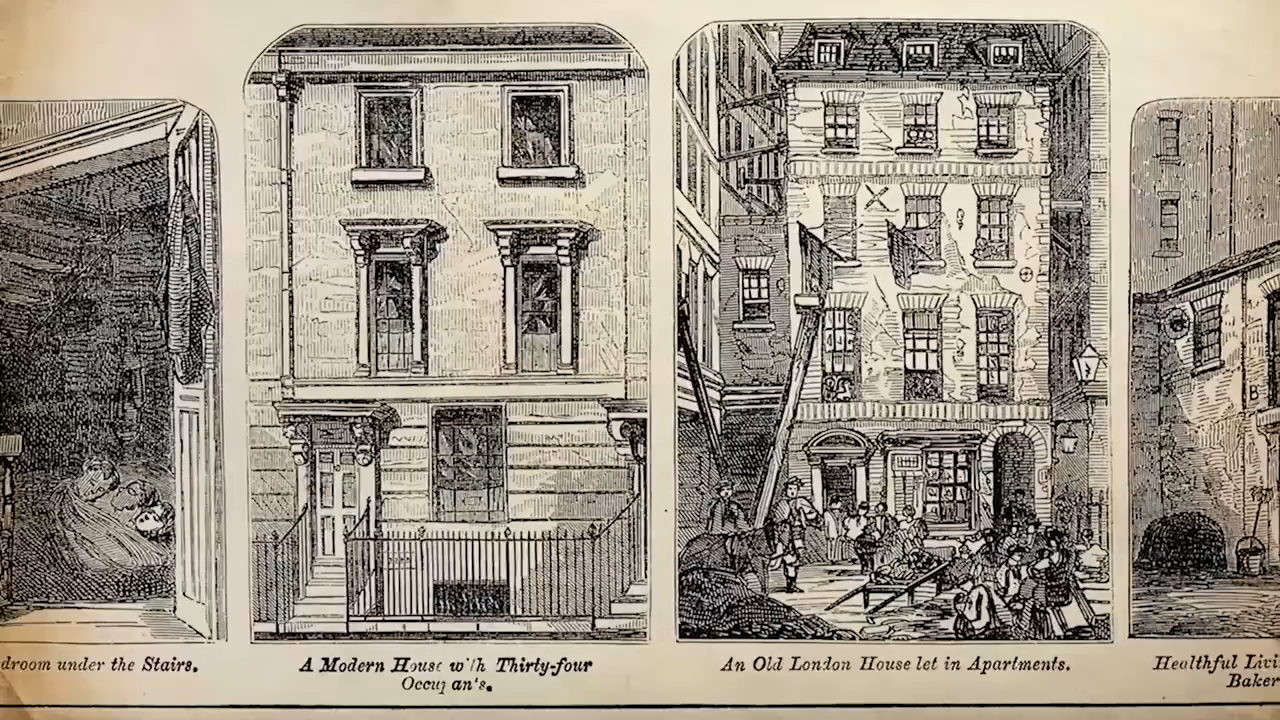 droom under the Stairs.
A Modern House w'th Thirty-four
Occup an's.
An Old London House let in Apartments.
Healthful Livi
Baker
B